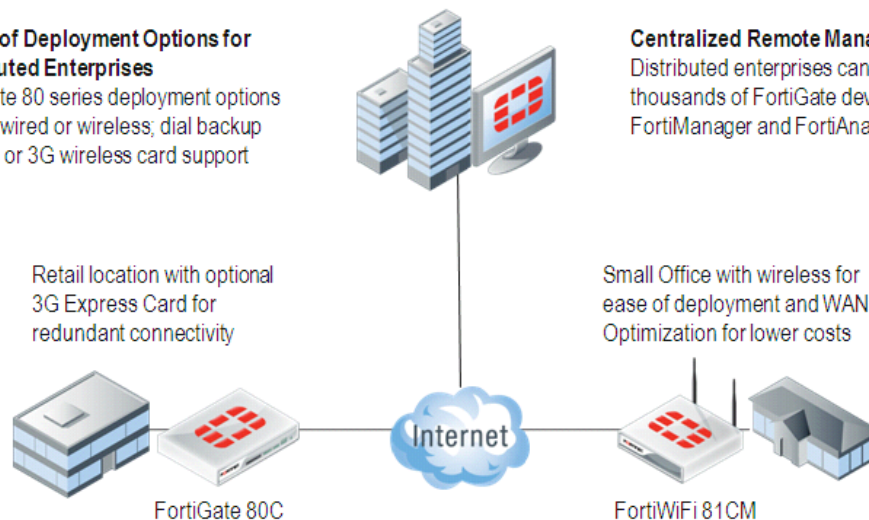 of Deployment Options for
uted Enterprises
te 80 series deployment options
wired or wireless; dial backup
or 3G wireless card support
Centralized Remote Mana
Distributed enterprises can
thousands of FortiGate dev
FortiManager and FortiAna
Retail location with optional
3G Express Card for
redundant connectivity
Small Office with wireless for
ease of deployment and WAN
Optimization for lower costs
Internet
FortiGate 80C
FortiWiFi 81CM